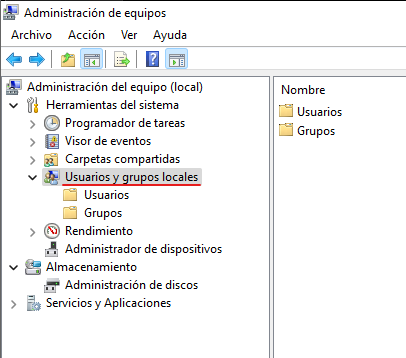 Administración de equipos
Archivo Acción Ver Ayuda
Administración del equipo (local)
Herramientas del sistema
Programador de tareas
Visor de eventos
Carpetas compartidas
Usuarios y grupos locales
Usuarios
Grupos
Rendimiento
Administrador de dispositivos
Almacenamiento
Administración de discos
Servicios y Aplicaciones
Nombre
Usuarios
Grupos